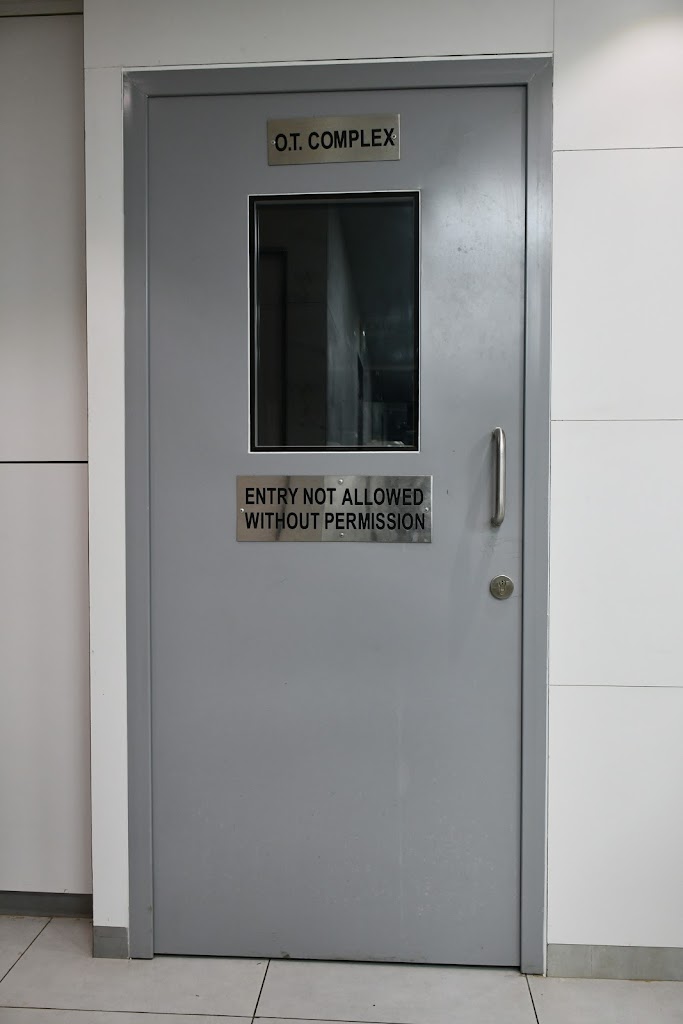 O.T. COMPLEX
ENTRY NOT ALLOWED
WITHOUT PERMISSION